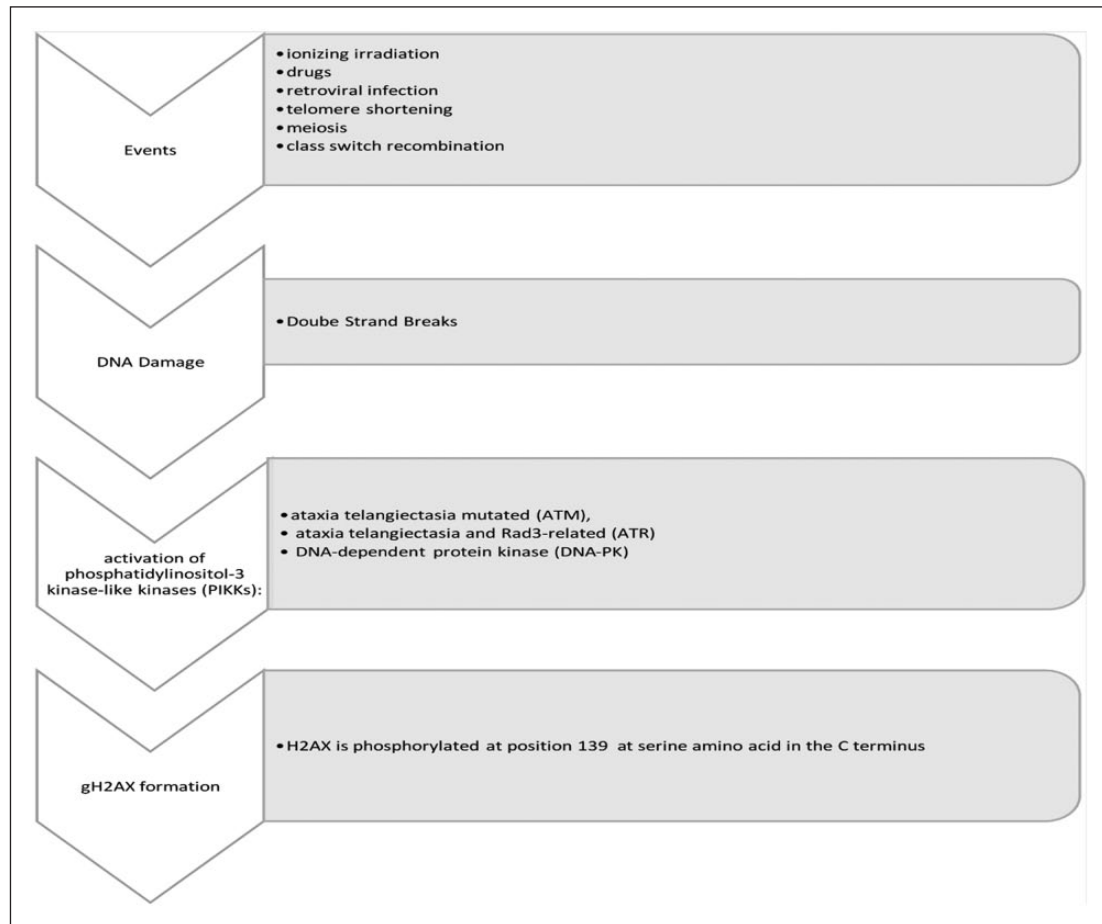 Events
• ionizing irradiation
• drugs
• retroviral infection
• telomere shortening
• meiosis
• class switch recombination
DNA Damage
• Doube Strand Breaks
activation of
phosphatidylinositol-3
kinase-like kinases (PIKKs):
• ataxia telangiectasia mutated (ATM),
• ataxia telangiectasia and Rad3-related (ATR)
• DNA-dependent protein kinase (DNA-PK)
gH2AX formation
• H2AX is phosphorylated at position 139 at serine amino acid in the C terminus